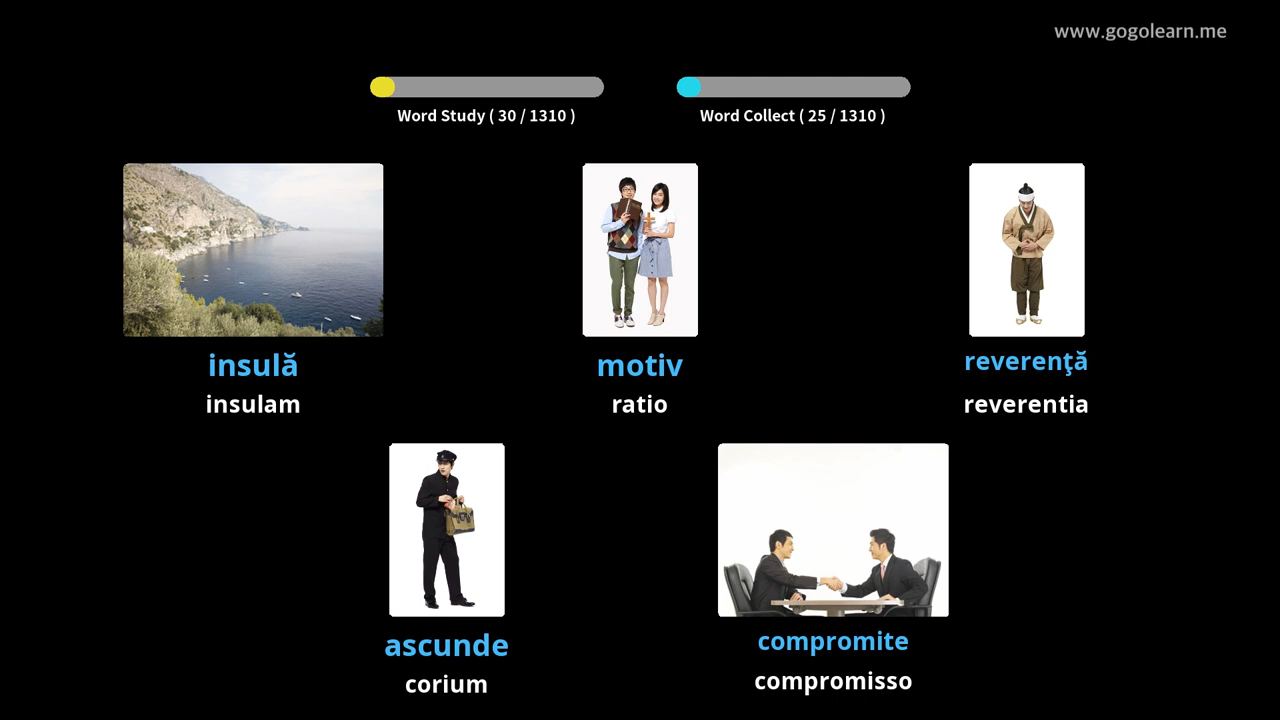 www.gogolearn.me
Word Study ( 30 / 1310 )
Word Collect ( 25 / 1310 )
insulă
insulam
motiv
ratio
reverenţă
reverentia
ascunde
corium
compromite
compromisso